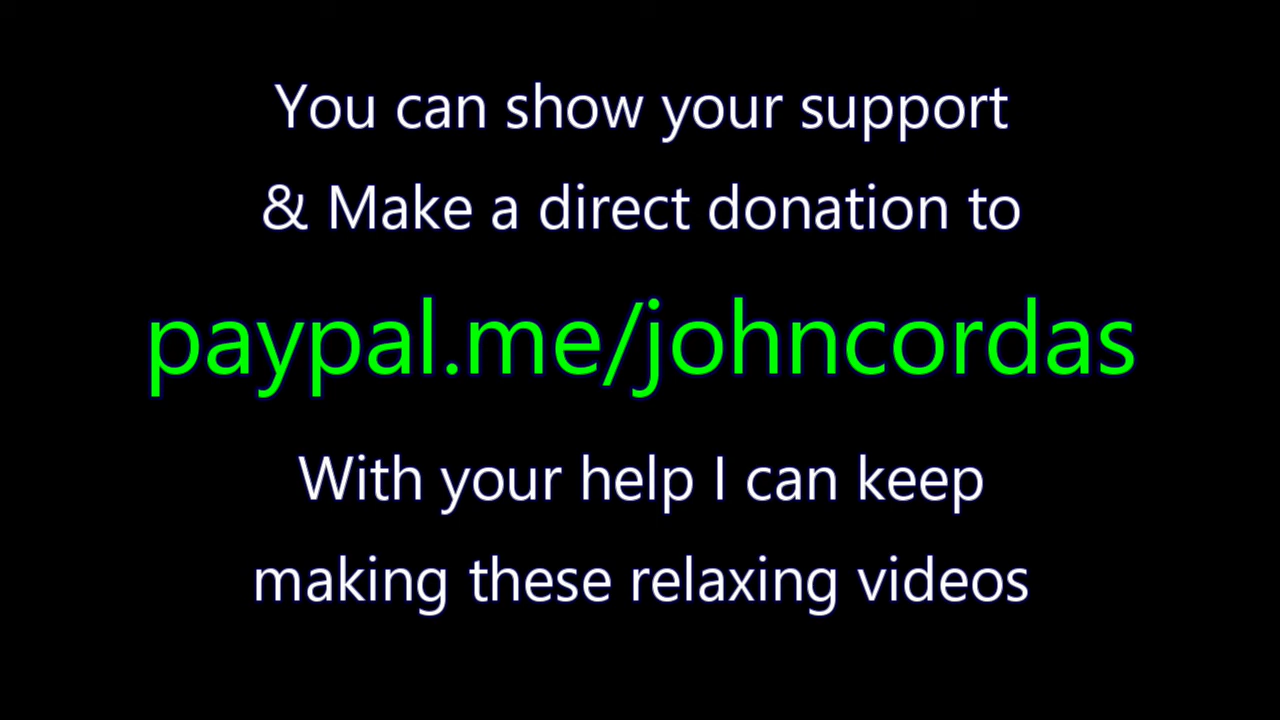 You can show your support
& Make a direct donation to
paypal.me/johncordas
With your help I can keep
making these relaxing videos